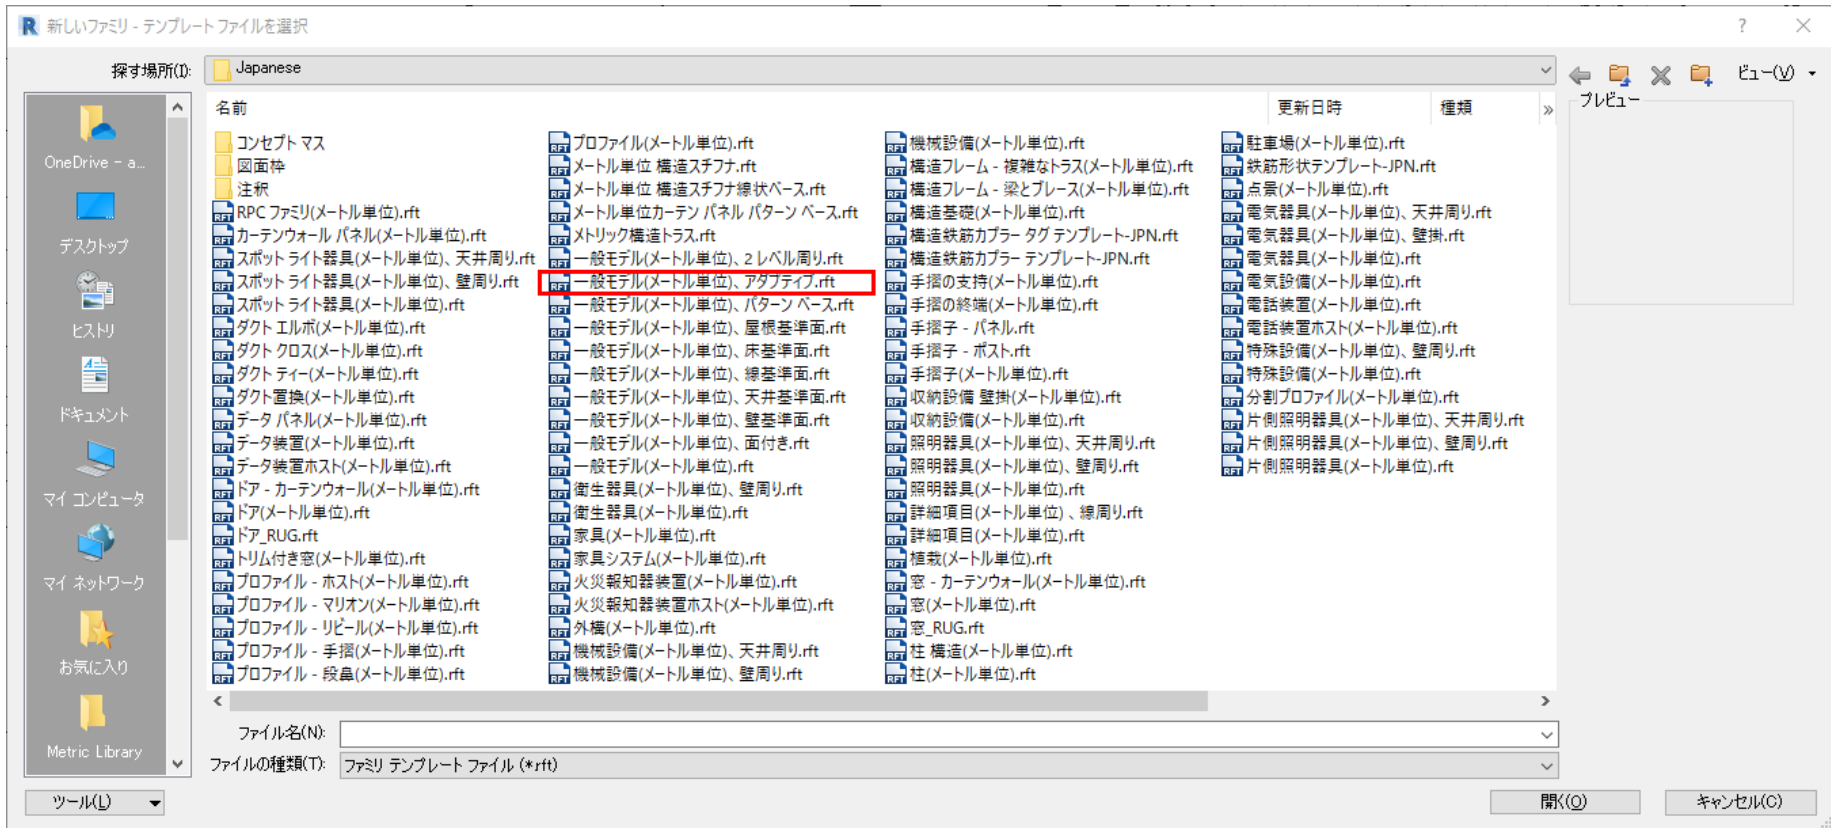 新しいファミリ - テンプレート ファイルを選択
探す場所(I):
Japanese
ビュー(V)
プレビュー
OneDrive - a...
デスクトップ
ヒストリ
ドキュメント
マイ コンピュータ
マイ ネットワーク
お気に入り
Metric Library
名前
更新日時
種類
コンセプト マス
図面枠
注釈
RPC ファミリ(メートル単位).rft
カーテンウォール パネル(メートル単位).rft
スポット ライト器具(メートル単位)、天井周り.rft
スポット ライト器具(メートル単位)、壁周り.rft
スポット ライト器具(メートル単位).rft
ダクト エルボ(メートル単位).rft
ダクト クロス(メートル単位).rft
ダクト ティー(メートル単位).rft
ダクト置換(メートル単位).rft
データ パネル(メートル単位).rft
データ装置(メートル単位).rft
データ装置ホスト(メートル単位).rft
ドア - カーテンウォール(メートル単位).rft
ドア(メートル単位).rft
ドア_RUG.rft
トリム付き窓(メートル単位).rft
プロファイル - ホスト(メートル単位).rft
プロファイル - マリオン(メートル単位).rft
プロファイル - リビール(メートル単位).rft
プロファイル - 手摺(メートル単位).rft
プロファイル - 段鼻(メートル単位).rft
プロファイル(メートル単位).rft
メートル単位 構造スチフナ.rft
メートル単位 構造スチフナ線状ベース.rft
メートル単位カーテン パネル パターン ベース.rft
メトリック構造トラス.rft
一般モデル(メートル単位)、2 レベル周り.rft
一般モデル(メートル単位)、アダプティブ.rft
一般モデル(メートル単位)、パターン ベース.rft
一般モデル(メートル単位)、屋根基準面.rft
一般モデル(メートル単位)、床基準面.rft
一般モデル(メートル単位)、線基準面.rft
一般モデル(メートル単位)、天井基準面.rft
一般モデル(メートル単位)、壁基準面.rft
一般モデル(メートル単位)、面付き.rft
一般モデル(メートル単位).rft
衛生器具(メートル単位)、壁周り.rft
衛生器具(メートル単位).rft
家具(メートル単位).rft
家具システム(メートル単位).rft
火災報知器装置(メートル単位).rft
火災報知器装置ホスト(メートル単位).rft
外構(メートル単位).rft
機械設備(メートル単位)、天井周り.rft
機械設備(メートル単位)、壁周り.rft
機械設備(メートル単位).rft
構造フレーム - 複雑なトラス(メートル単位).rft
構造フレーム - 梁とブレース(メートル単位).rft
構造基礎(メートル単位).rft
構造鉄筋カプラー タグ テンプレート-JPN.rft
構造鉄筋カプラー テンプレート-JPN.rft
手摺の支持(メートル単位).rft
手摺の終端(メートル単位).rft
手摺子 - パネル.rft
手摺子 - ポスト.rft
手摺子(メートル単位).rft
収納設備 壁掛(メートル単位).rft
収納設備(メートル単位).rft
照明器具(メートル単位)、天井周り.rft
照明器具(メートル単位)、壁周り.rft
照明器具(メートル単位).rft
詳細項目(メートル単位) 、線周り.rft
詳細項目(メートル単位).rft
植栽(メートル単位).rft
窓 - カーテンウォール(メートル単位).rft
窓(メートル単位).rft
窓_RUG.rft
柱 構造(メートル単位).rft
柱(メートル単位).rft
駐車場(メートル単位).rft
鉄筋形状テンプレート-JPN.rft
点景(メートル単位).rft
電気器具(メートル単位)、天井周り.rft
電気器具(メートル単位)、壁掛.rft
電気器具(メートル単位).rft
電気設備(メートル単位).rft
電話装置(メートル単位).rft
電話装置ホスト(メートル単位).rft
特殊設備(メートル単位)、壁周り.rft
特殊設備(メートル単位).rft
分割プロファイル(メートル単位).rft
片側照明器具(メートル単位)、天井周り.rft
片側照明器具(メートル単位)、壁周り.rft
片側照明器具(メートル単位).rft
ファイル名(N):
ファイルの種類(T):
ファミリ テンプレート ファイル (*.rft)
ツール(L)
開く(O)
キャンセル(C)